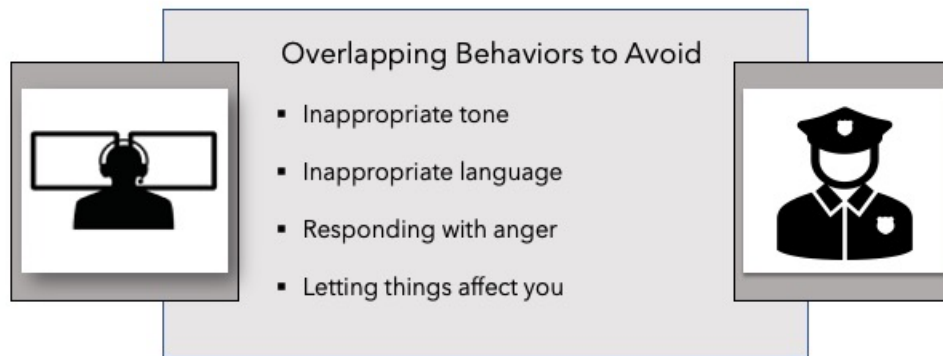 Overlapping Behaviors to Avoid
▪ Inappropriate tone
▪ Inappropriate language
▪ Responding with anger
▪ Letting things affect you